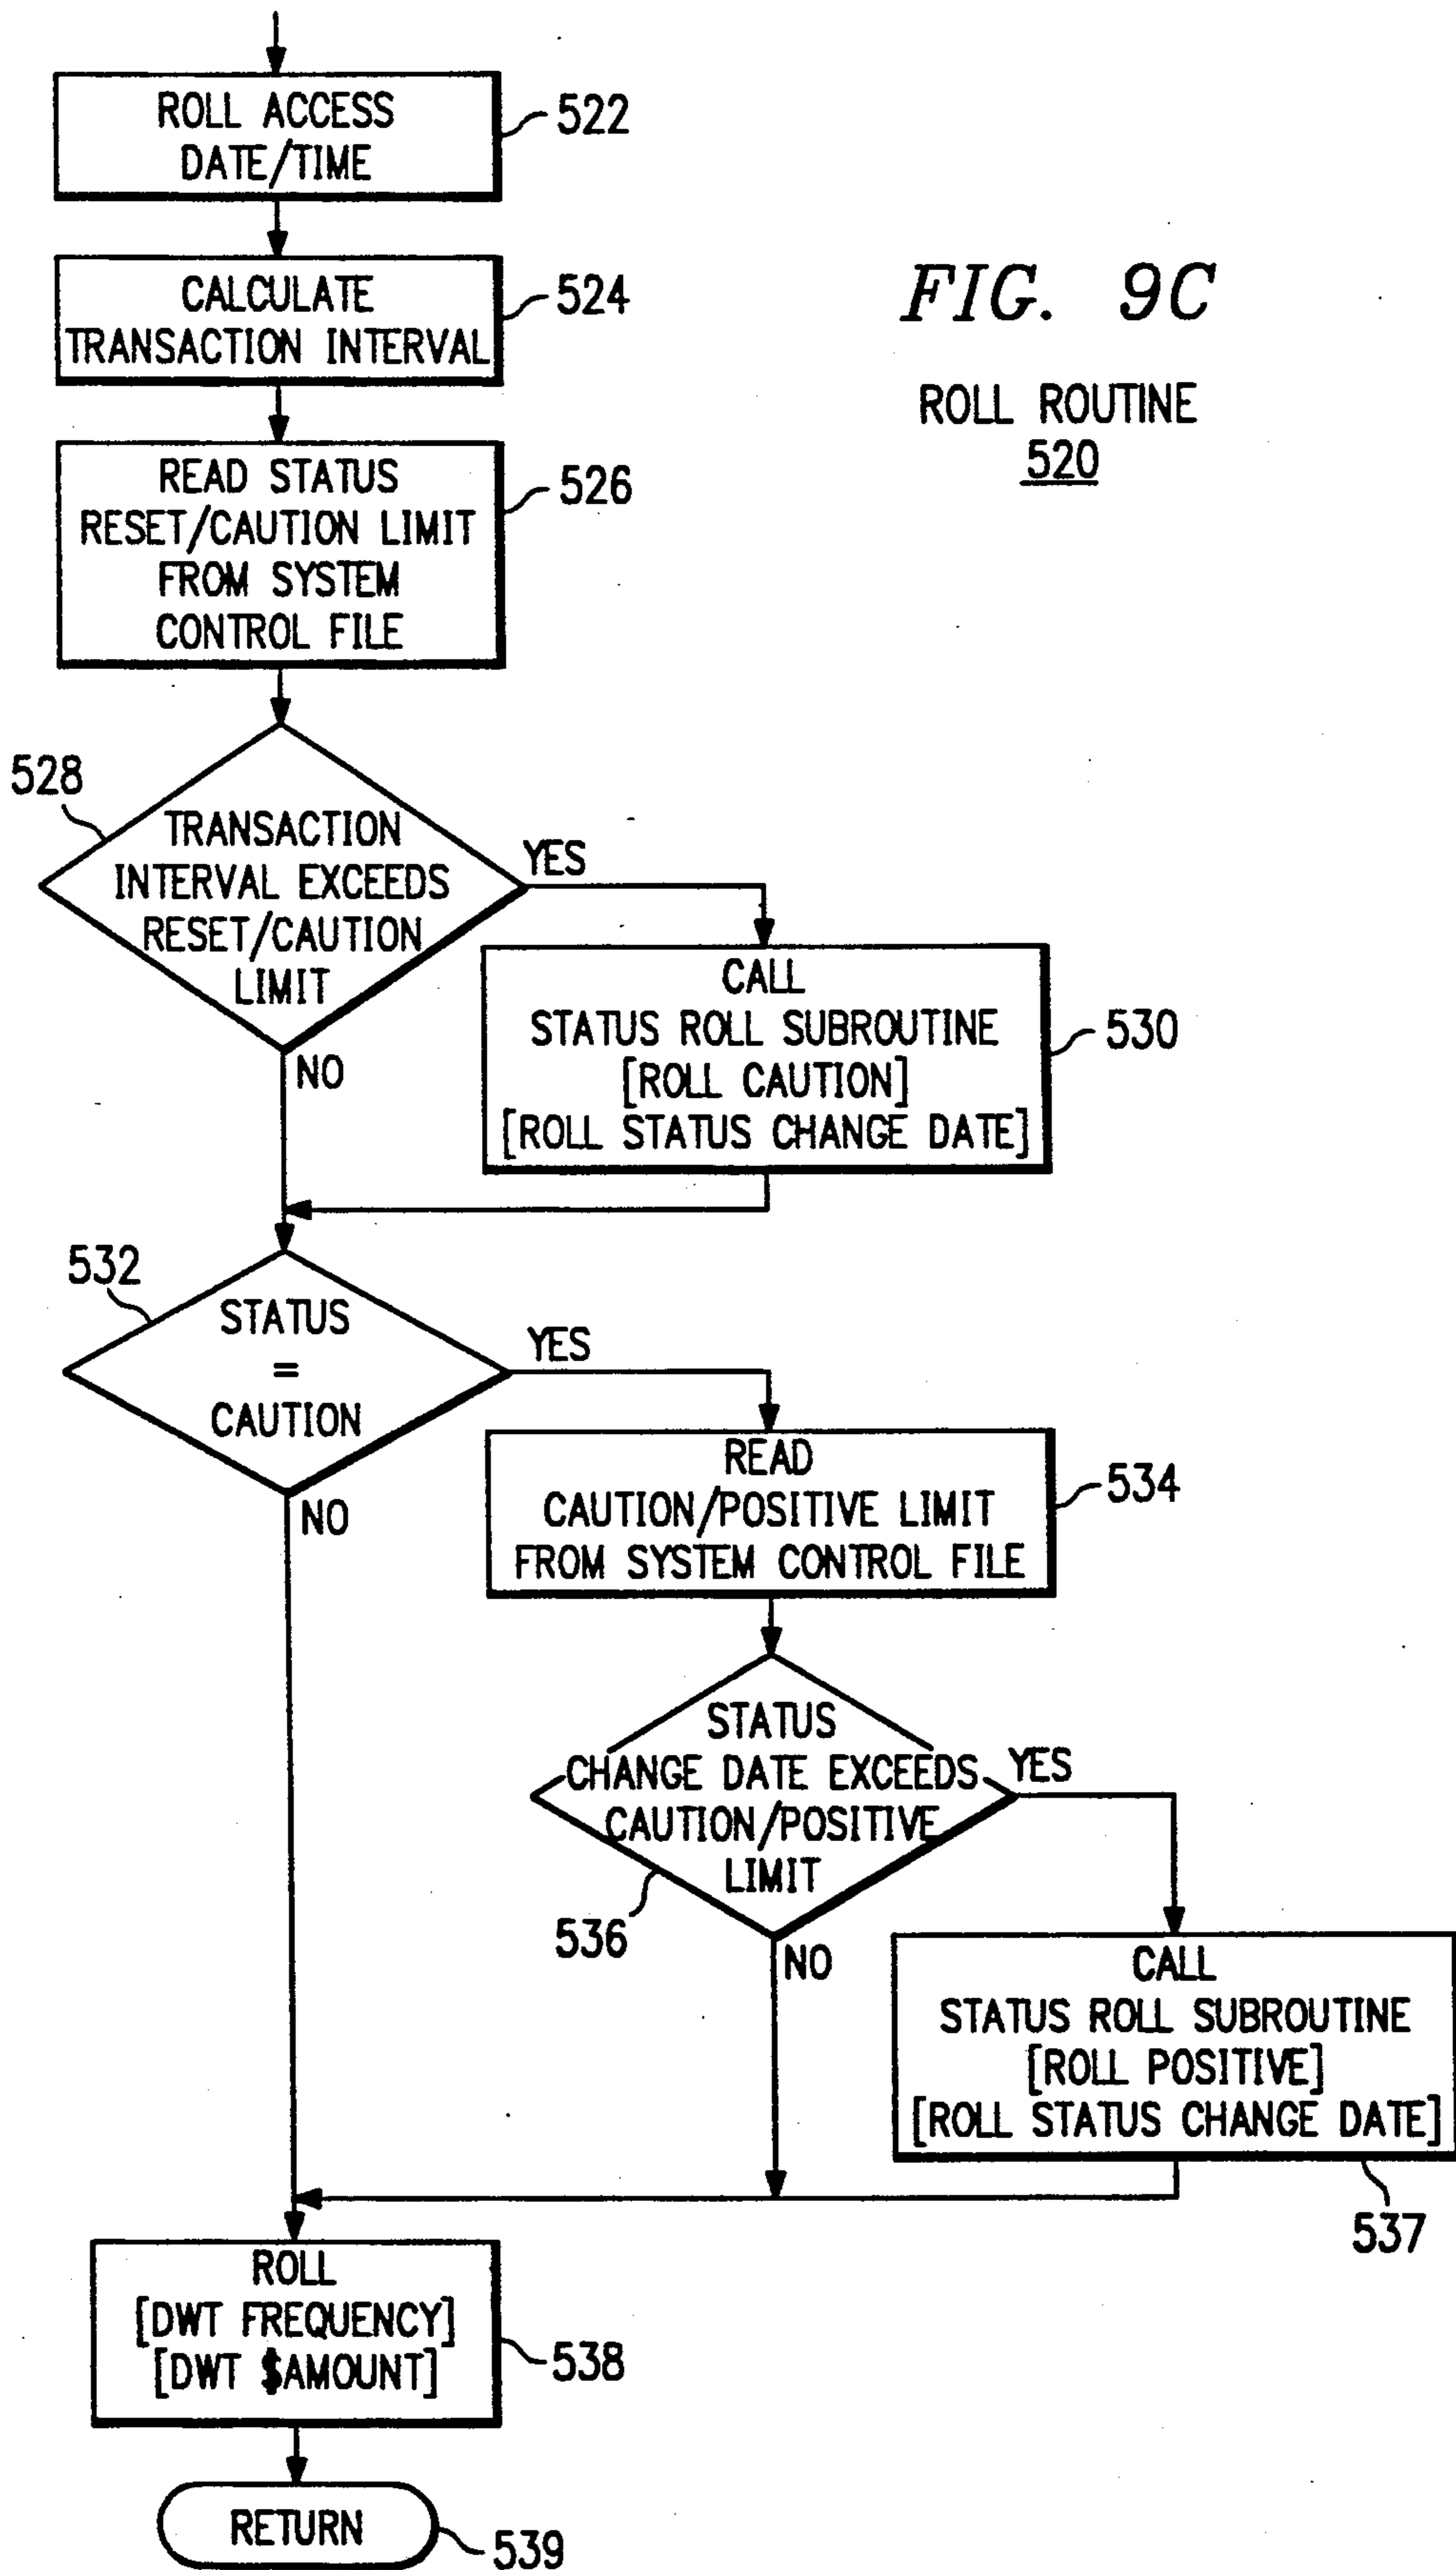 ROLL ACCESS
DATE/TIME
522
CALCULATE
TRANSACTION INTERVAL
524
FIG. 9C
ROLL ROUTINE
520
READ STATUS
RESET/CAUTION LIMIT
FROM SYSTEM
CONTROL FILE
526
528
TRANSACTION
INTERVAL EXCEEDS
RESET/CAUTION
LIMIT
YES
NO
CALL
STATUS ROLL SUBROUTINE
[ROLL CAUTION]
[ROLL STATUS CHANGE DATE]
530
532
STATUS
=
CAUTION
YES
NO
READ
CAUTION/POSITIVE LIMIT
FROM SYSTEM CONTROL FILE
534
STATUS
CHANGE DATE EXCEEDS
CAUTION/POSITIVE
LIMIT
YES
536
NO
CALL
STATUS ROLL SUBROUTINE
[ROLL POSITIVE]
[ROLL STATUS CHANGE DATE]
537
ROLL
[DWT FREQUENCY]
[DWT $AMOUNT]
538
RETURN
539